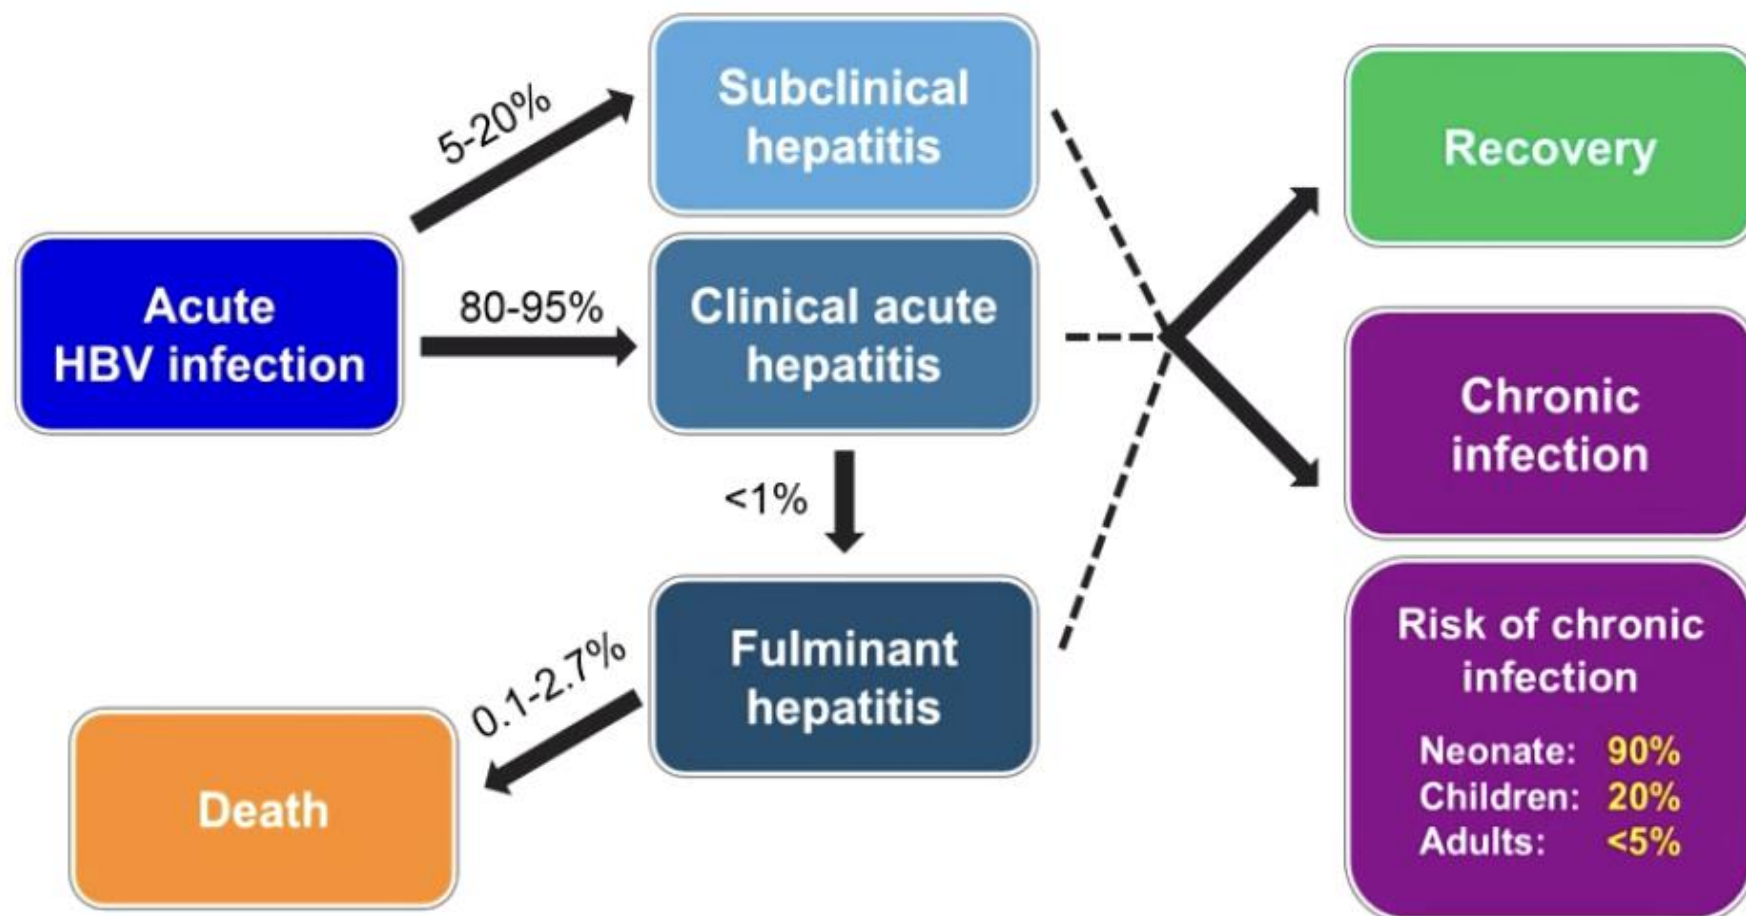 Acute
HBV infection
5-20%
80-95%
Subclinical
hepatitis
Clinical acute
hepatitis
<1%
Fulminant
hepatitis
0.1-2.7%
Death
Recovery
Chronic
infection
Risk of chronic
infection
Neonate: 90%
Children: 20%
Adults: <5%